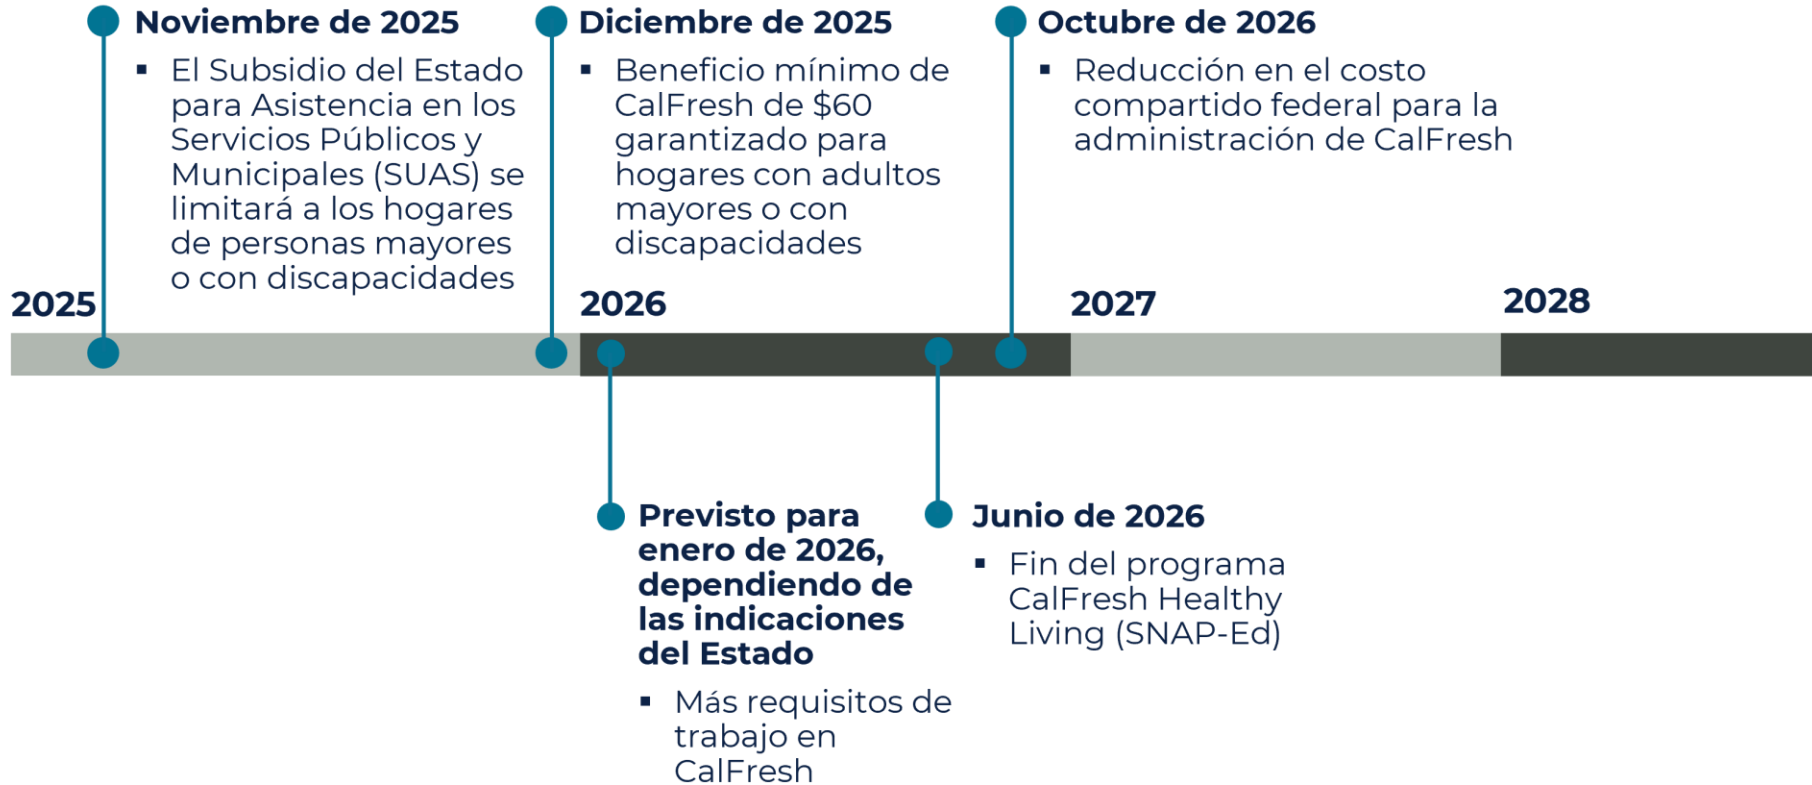 Noviembre de 2025
▪ El Subsidio del Estado
para Asistencia en los
Servicios Públicos y
Municipales (SUAS) se
limitará a los hogares
de personas mayores
o con discapacidades
Diciembre de 2025
▪ Beneficio mínimo de
CalFresh de $60
garantizado para
hogares con adultos
mayores o con
discapacidades
Octubre de 2026
▪ Reducción en el costo
compartido federal para la
administración de CalFresh
2025
2026
2027
2028
Previsto para
enero de 2026,
dependiendo de
las indicaciones
del Estado
▪ Más requisitos de
trabajo en
CalFresh
Junio de 2026
▪ Fin del programa
CalFresh Healthy
Living (SNAP-Ed)